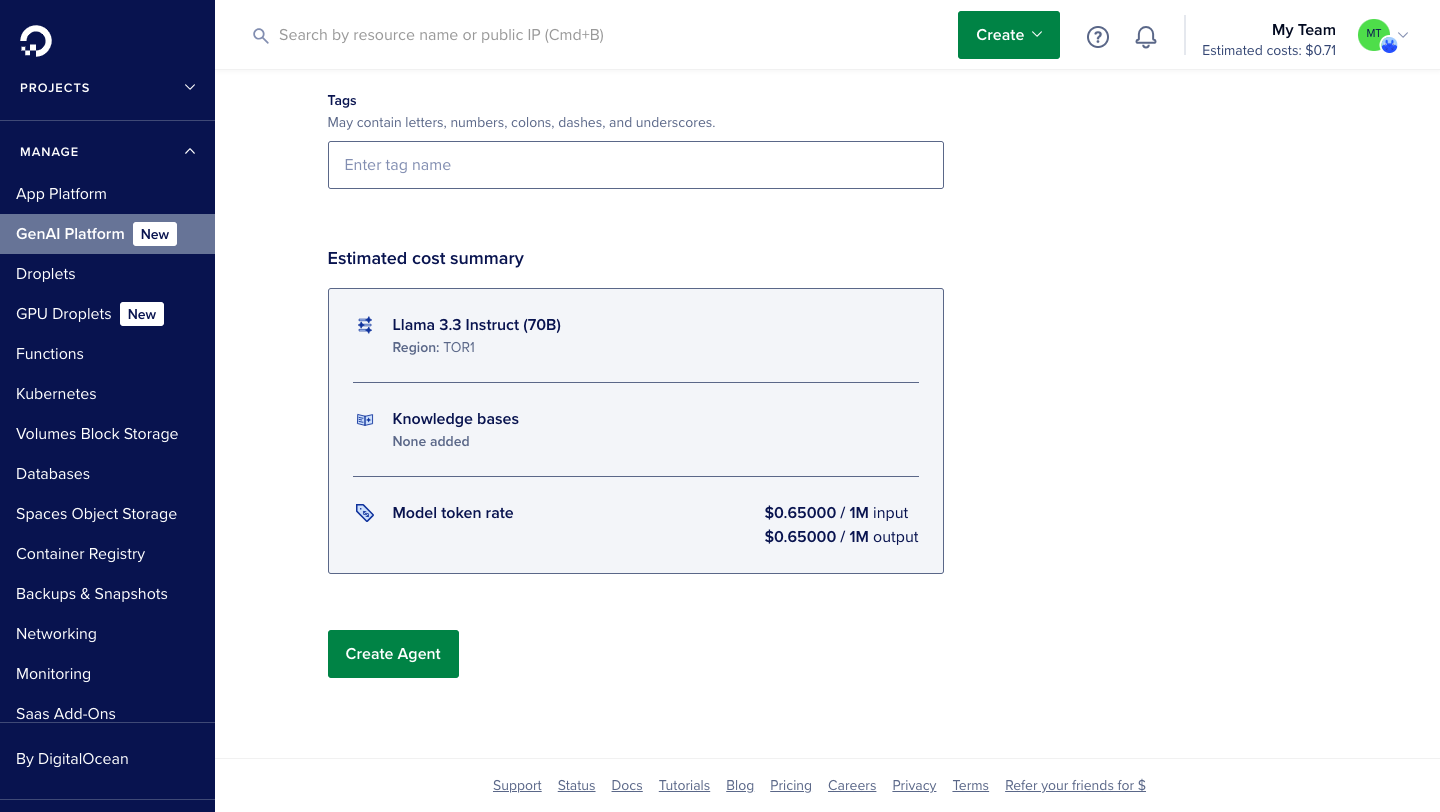 PROJECTS
MANAGE
App Platform
GenAI Platform New
Droplets
GPU Droplets New
Functions
Kubernetes
Volumes Block Storage
Databases
Spaces Object Storage
Container Registry
Backups & Snapshots
Networking
Monitoring
Saas Add-Ons
By DigitalOcean
Search by resource name or public IP (Cmd+B)
Create
My Team
Estimated costs: $0.71
MT
Tags
May contain letters, numbers, colons, dashes, and underscores.
Enter tag name
Estimated cost summary
Llama 3.3 Instruct (70B)
Region: TOR1
Knowledge bases
None added
Model token rate
$0.65000 / 1M input
$0.65000 / 1M output
Create Agent
Support Status Docs Tutorials Blog Pricing Careers Privacy Terms Refer your friends for $